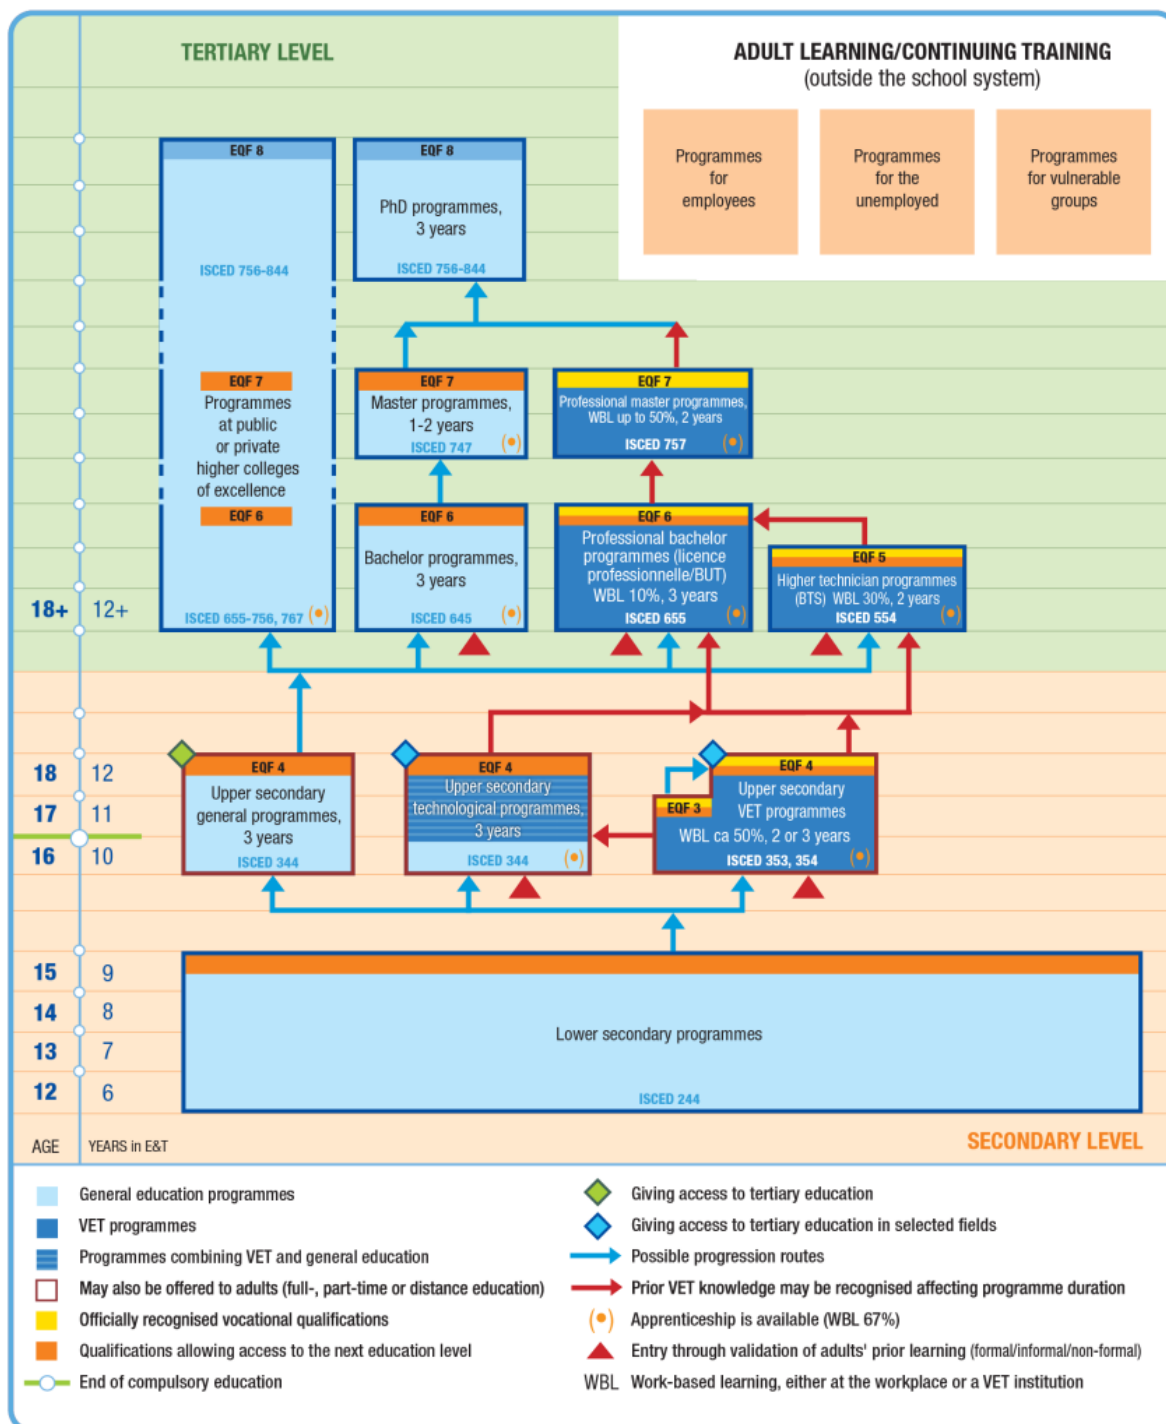 TERTIARY LEVEL
ADULT LEARNING/CONTINUING TRAINING
(outside the school system)
Programmes
for
employees
Programmes
for the
unemployed
Programmes
for vulnerable
groups
EQF 8
ISCED 756-844
EQF 7
Programmes
at public
or private
higher colleges
of excellence
EQF 6
ISCED 655-756, 767
EQF 8
PhD programmes,
3 years
ISCED 756-844
EQF 7
Master programmes,
1-2 years
ISCED 747
EQF 7
Professional master programmes,
WBL up to 50%, 2 years
ISCED 757
EQF 6
Bachelor programmes,
3 years
ISCED 645
EQF 6
Professional bachelor
programmes (licence
professionnelle/BUT)
WBL 10%, 3 years
ISCED 655
EQF 5
Higher technician programmes
(BTS) WBL 30%, 2 years
ISCED 554
18+ 12+
EQF 4
Upper secondary
general programmes,
3 years
ISCED 344
EQF 4
Upper secondary
technological programmes,
3 years
ISCED 344
EQF 4
EQF 3
Upper secondary
VET programmes
WBL ca 50%, 2 or 3 years
ISCED 353, 354
18 12
17 11
16 10
15 9
14 8
13 7
12 6
Lower secondary programmes
ISCED 244
AGE YEARS in E&T
SECONDARY LEVEL
General education programmes
VET programmes
Programmes combining VET and general education
May also be offered to adults (full-, part-time or distance education)
Officially recognised vocational qualifications
Qualifications allowing access to the next education level
End of compulsory education
Giving access to tertiary education
Giving access to tertiary education in selected fields
Possible progression routes
Prior VET knowledge may be recognised affecting programme duration
Apprenticeship is available (WBL 67%)
Entry through validation of adults' prior learning (formal/informal/non-formal)
WBL Work-based learning, either at the workplace or a VET institution